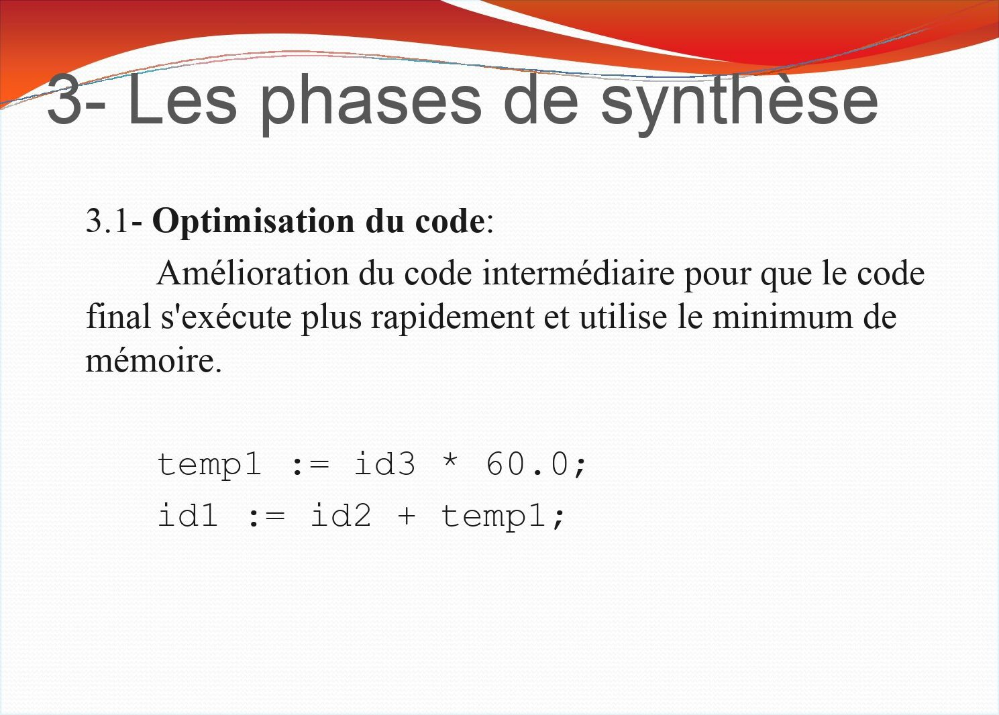 3- Les phases de synthèse
3.1- Optimisation du code:
Amélioration du code intermédiaire pour que le code
final s'exécute plus rapidement et utilise le minimum de
mémoire.
temp1 := id3 * 60.0;
id1 := id2 + temp1;